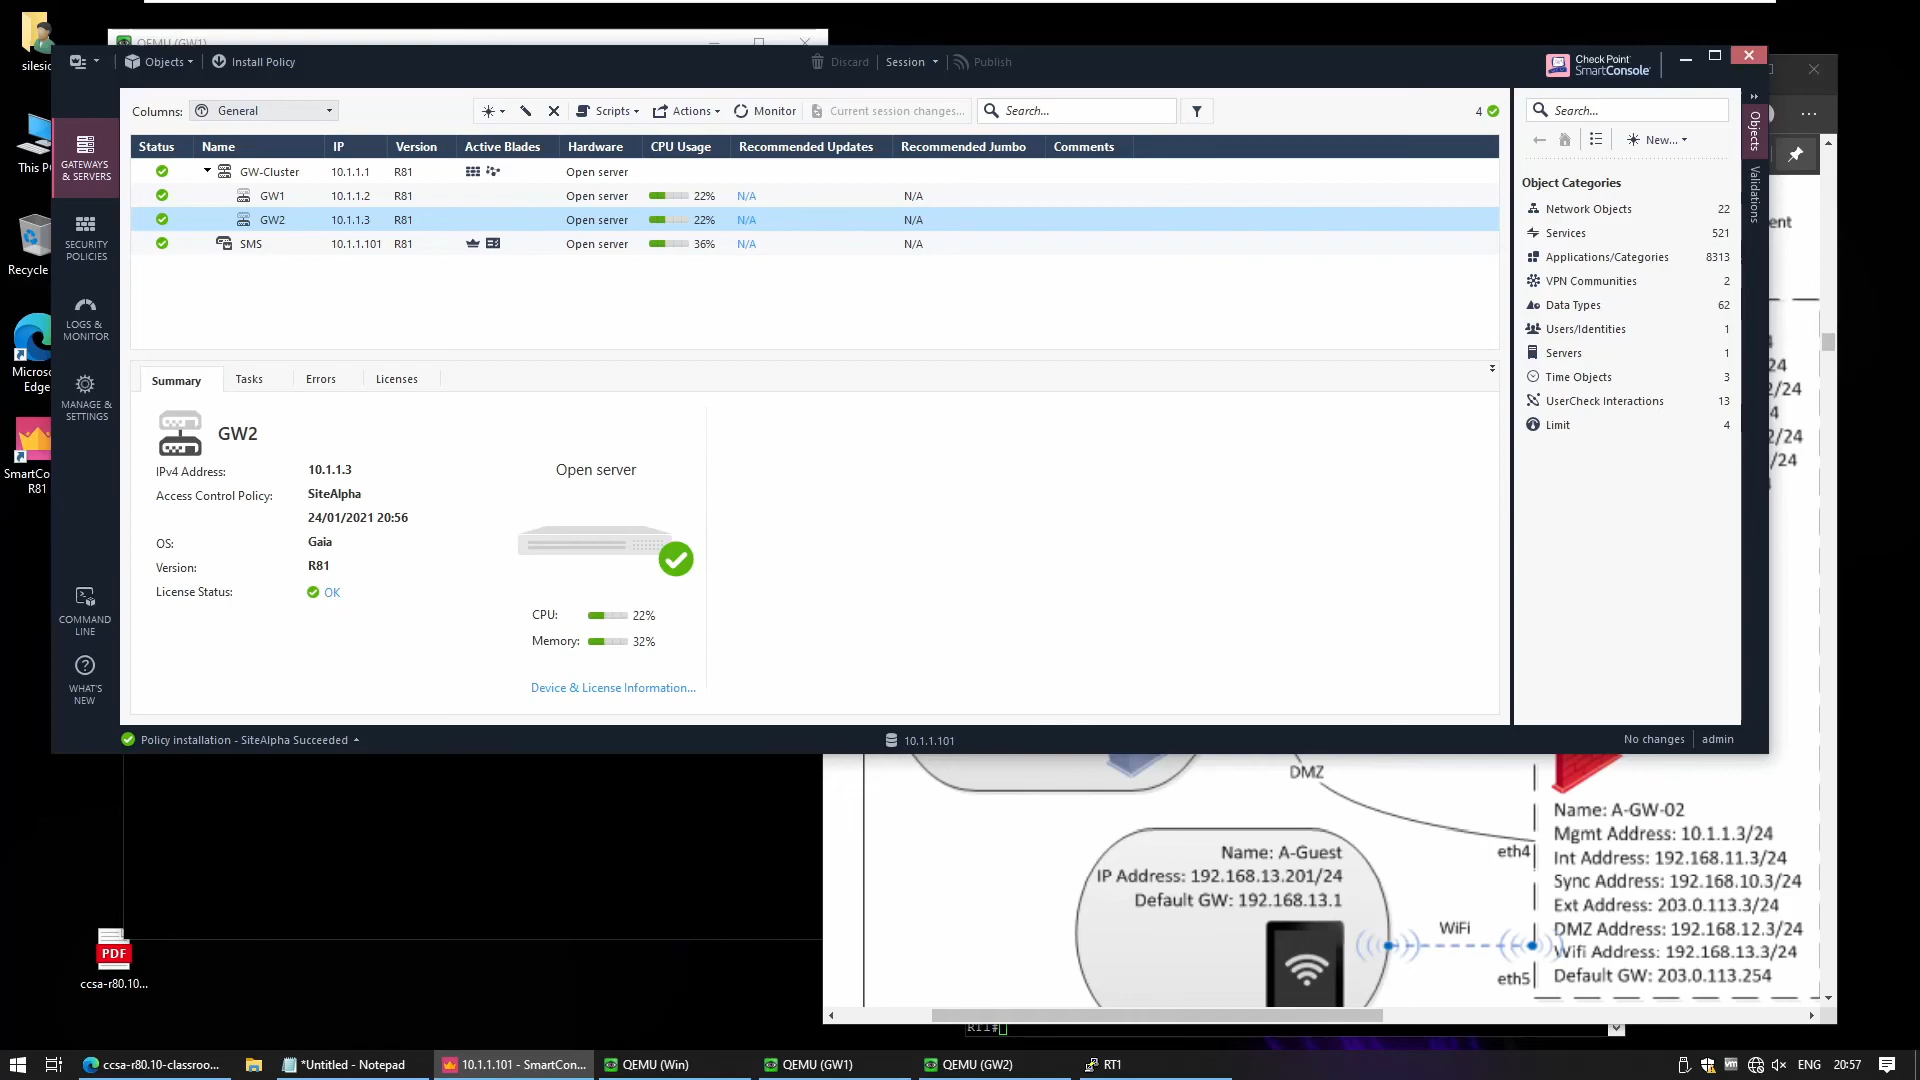 silesic
QEMU (GW1)
Objects
Install Policy
Discard
Session
Publish
Check Point
SmartConsole
This P
Recycle
Micros
Edge
SmartCo
R81
PDF
ccsa-r80.10...
GATEWAYS
& SERVERS
SECURITY
POLICIES
LOGS &
MONITOR
MANAGE &
SETTINGS
COMMAND
LINE
WHAT'S
NEW
Columns:
General
Scripts
Actions
Monitor
Current session changes...
Search...
4
Status Name IP Version Active Blades Hardware CPU Usage Recommended Updates Recommended Jumbo Comments
GW-Cluster 10.1.1.1 R81 Open server
GW1 10.1.1.2 R81 Open server 22% N/A N/A
GW2 10.1.1.3 R81 Open server 22% N/A N/A
SMS 10.1.1.101 R81 Open server 36% N/A N/A
Summary Tasks Errors Licenses
GW2
IPv4 Address: 10.1.1.3
Access Control Policy: SiteAlpha
24/01/2021 20:56
OS: Gaia
Version: R81
License Status: OK
Open server
CPU: 22%
Memory: 32%
Device & License Information...
Search...
New...
Object Categories
Network Objects 22
Services 521
Applications/Categories 8313
VPN Communities 2
Data Types 62
Users/Identities 1
Servers 1
Time Objects 3
UserCheck Interactions 13
Limit 4
Objects
Validations
Policy installation - SiteAlpha Succeeded
10.1.1.101
No changes
admin
ent
24
2/24
4
2/24
/24
DMZ
Name: A-Guest
IP Address: 192.168.13.201/24
Default GW: 192.168.13.1
WiFi
eth4
eth5
Name: A-GW-02
Mgmt Address: 10.1.1.3/24
Int Address: 192.168.11.3/24
Sync Address: 192.168.10.3/24
Ext Address: 203.0.113.3/24
DMZ Address: 192.168.12.3/24
Wifi Address: 192.168.13.3/24
Default GW: 203.0.113.254
RT1#
ccsa-r80.10-classroo...
*Untitled - Notepad
10.1.1.101 - SmartCon...
QEMU (Win)
QEMU (GW1)
QEMU (GW2)
RT1
ENG
20:57